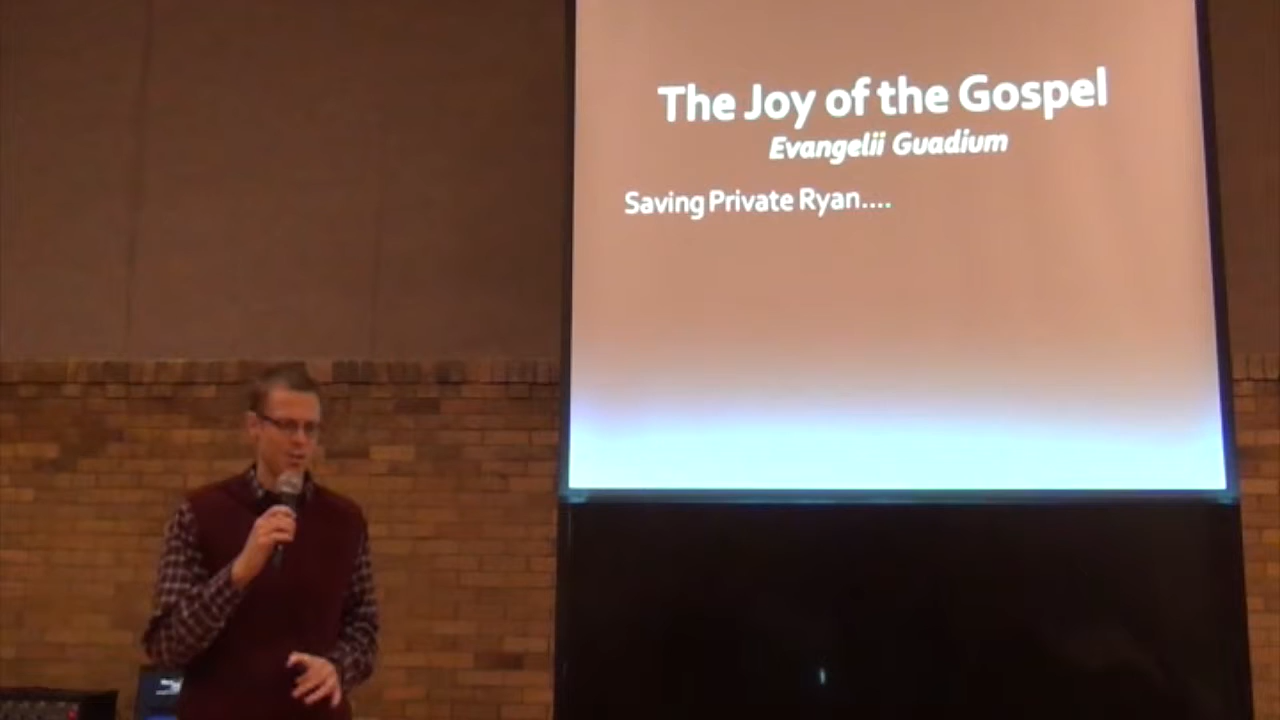 The Joy of the Gospel
Evangelii Guadium
Saving Private Ryan....